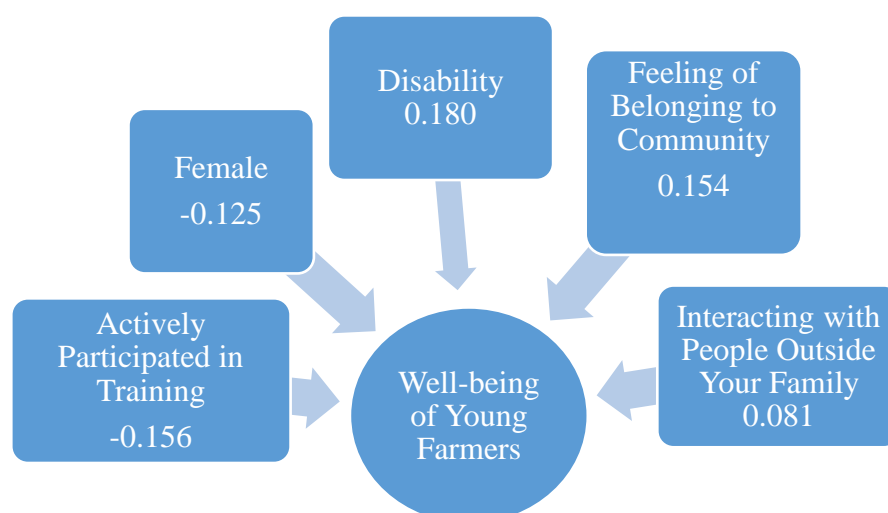 Disability
0.180
Feeling of
Belonging to
Community
0.154
Female
-0.125
Actively
Participated in
Training
-0.156
Interacting with
People Outside
Your Family
0.081
Well-being
of Young
Farmers